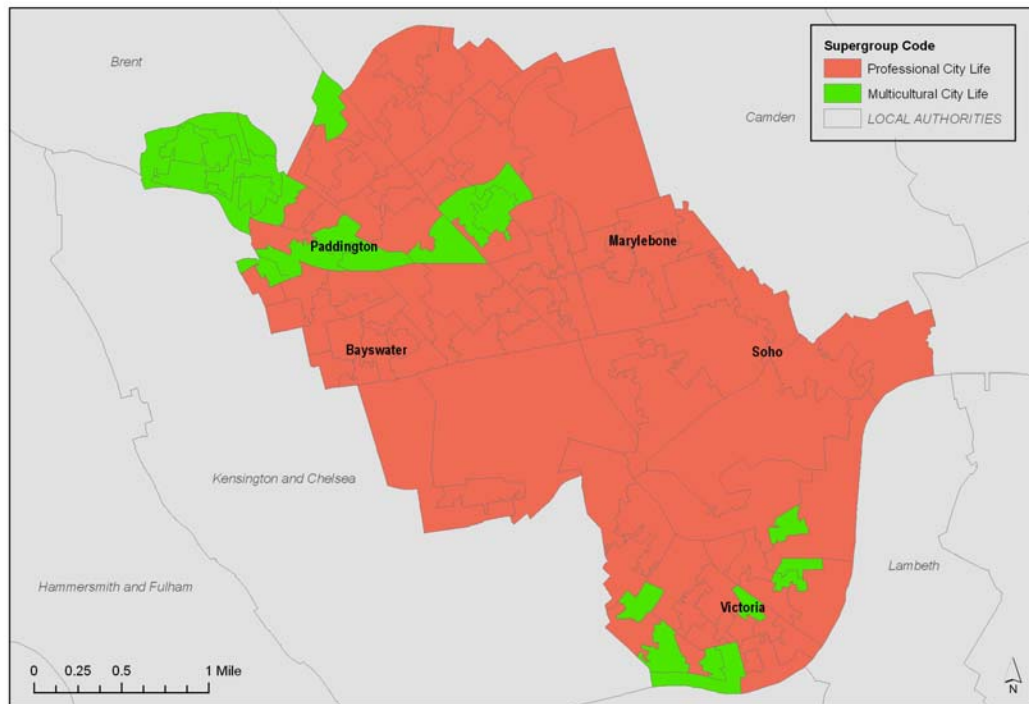 Brent
Supergroup Code
Professional City Life
Multicultural City Life
LOCAL AUTHORITIES
Camden
Paddington
Marylebone
Bayswater
Soho
Kensington and Chelsea
Hammersmith and Fulham
Lambeth
Victoria
0 0.25 0.5 1 Mile
N